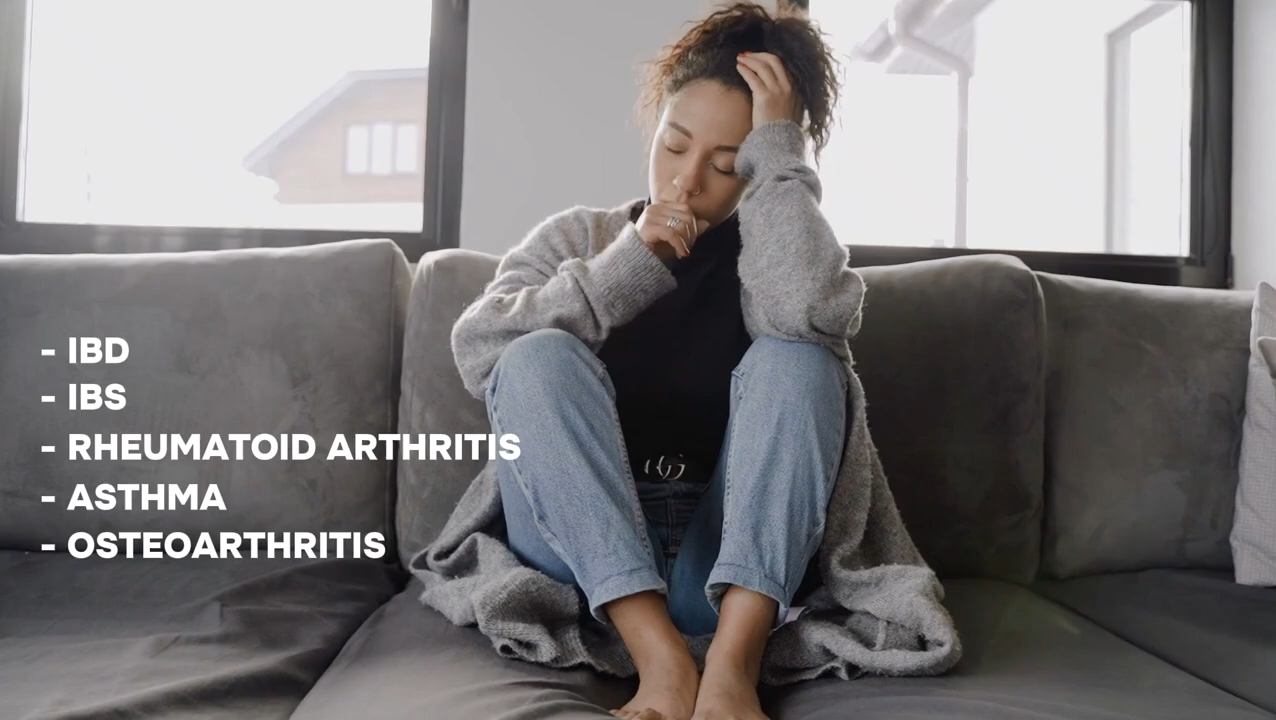 - IBD
- IBS
- RHEUMATOID ARTHRITIS
- ASTHMA
- OSTEOARTHRITIS